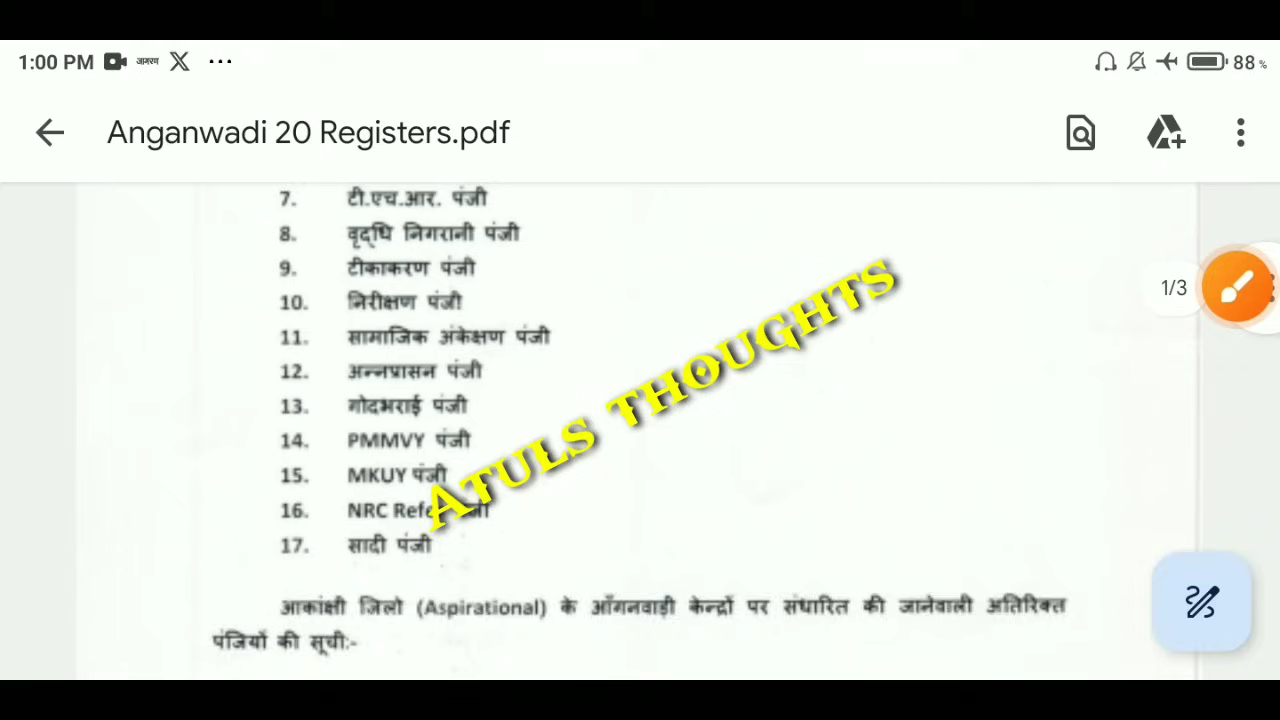 1:00 PM जागरण X ... 88%
Anganwadi 20 Registers.pdf
7. टी.एच.आर. पंजी
8. वृद्धि निगरानी पंजी
9. टीकाकरण पंजी
1/3
10. निरीक्षण पंजी
11. सामाजिक अंकेक्षण पंजी
12. अन्नप्रासन पंजी
13. गोदभराई पंजी
14. PMMVY पंजी
15. MKUY पंजी
ATULS THOUGHTS
16. NRC पंजी
17. सादी पंजी
आकांक्षी जिलो (Aspirational) के आँगनवाड़ी केन्द्रों पर संधारित की जानेवाली अतिरिक्त
पंजियों की सूची:-